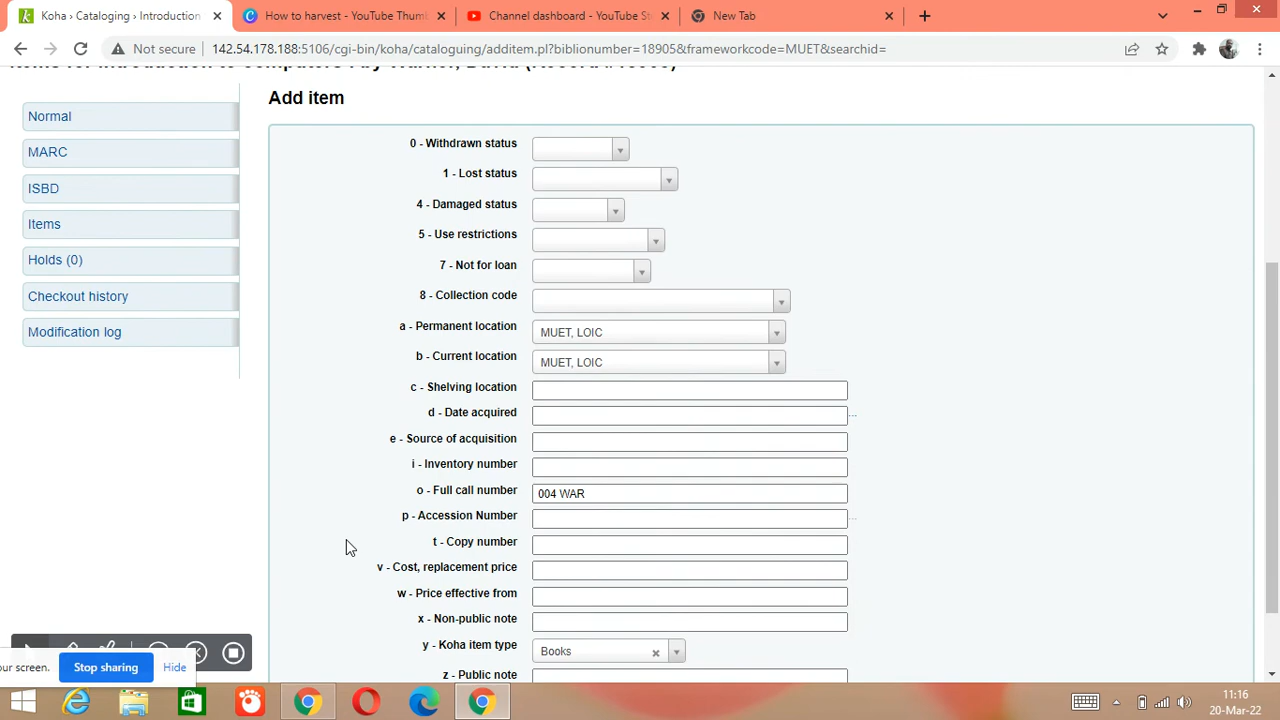 Koha › Cataloging › Introduction
How to harvest - YouTube Thumb
Channel dashboard - YouTube St
New Tab
Not secure
142.54.178.188:5106/cgi-bin/koha/cataloguing/additem.pl?biblionumber=18905&frameworkcode=MUET&searchid=
Normal
MARC
ISBD
Items
Holds (0)
Checkout history
Modification log
Add item
0 - Withdrawn status
1 - Lost status
4 - Damaged status
5 - Use restrictions
7 - Not for loan
8 - Collection code
a - Permanent location MUET, LOIC
b - Current location MUET, LOIC
c - Shelving location
d - Date acquired ...
e - Source of acquisition
i - Inventory number
o - Full call number 004 WAR
p - Accession Number ...
t - Copy number
v - Cost, replacement price
w - Price effective from
x - Non-public note
y - Koha item type Books
z - Public note
our screen. Stop sharing Hide
11:16
20-Mar-22